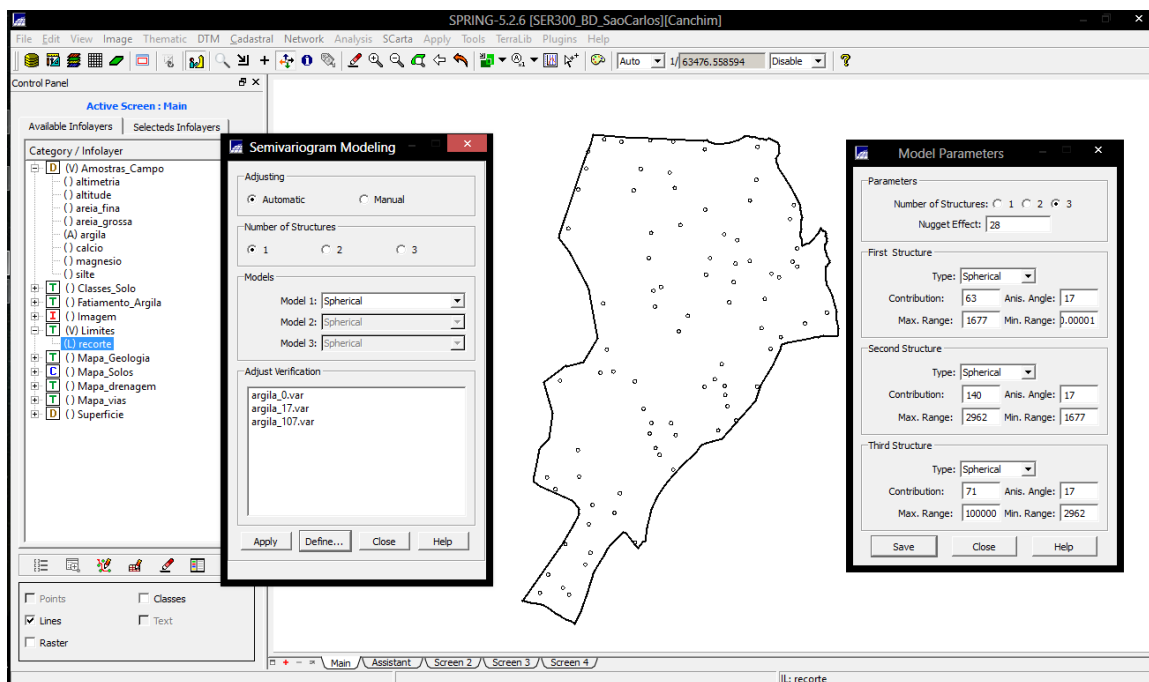 SPRING-5.2.6 [SER300_BD_SaoCarlos][Canchim]
File Edit View Image Thematic DTM Cadastral Network Analysis SCarta Apply Tools TerraLib Plugins Help
Auto 1/ 63476.558594 Disable
Control Panel
Active Screen : Main
Available Infolayers Selecteds Infolayers
Category / Infolayer
D (V) Amostras_Campo
() altimetria
() altitude
() areia_fina
() areia_grossa
(A) argila
() calcio
() magnesio
() silte
T () Classes_Solo
T () Fatiamento_Argila
I () Imagem
T (V) Limites
(L) recorte
T () Mapa_Geologia
C () Mapa_Solos
T () Mapa_drenagem
T () Mapa_vias
D () Superficie
Points Classes
Lines Text
Raster
Semivariogram Modeling
Adjusting
Automatic Manual
Number of Structures
1 2 3
Models
Model 1: Spherical
Model 2: Spherical
Model 3: Spherical
Adjust Verification
argila_0.var
argila_17.var
argila_107.var
Apply Define... Close Help
Model Parameters
Parameters
Number of Structures: 1 2 3
Nugget Effect: 28
First Structure
Type: Spherical
Contribution: 63 Anis. Angle: 17
Max. Range: 1677 Min. Range: 0.00001
Second Structure
Type: Spherical
Contribution: 140 Anis. Angle: 17
Max. Range: 2962 Min. Range: 1677
Third Structure
Type: Spherical
Contribution: 71 Anis. Angle: 17
Max. Range: 100000 Min. Range: 2962
Save Close Help
Main Assistant Screen 2 Screen 3 Screen 4
IL: recorte